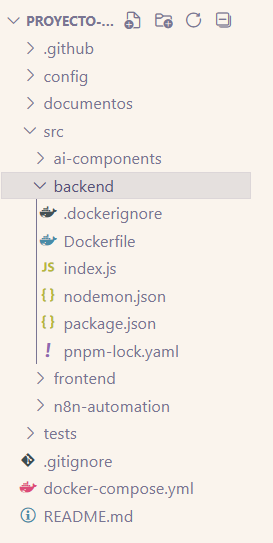 PROYECTO-...
.github
config
documentos
src
ai-components
backend
.dockerignore
Dockerfile
JS index.js
{ } nodemon.json
{ } package.json
! pnpm-lock.yaml
frontend
n8n-automation
tests
.gitignore
docker-compose.yml
README.md